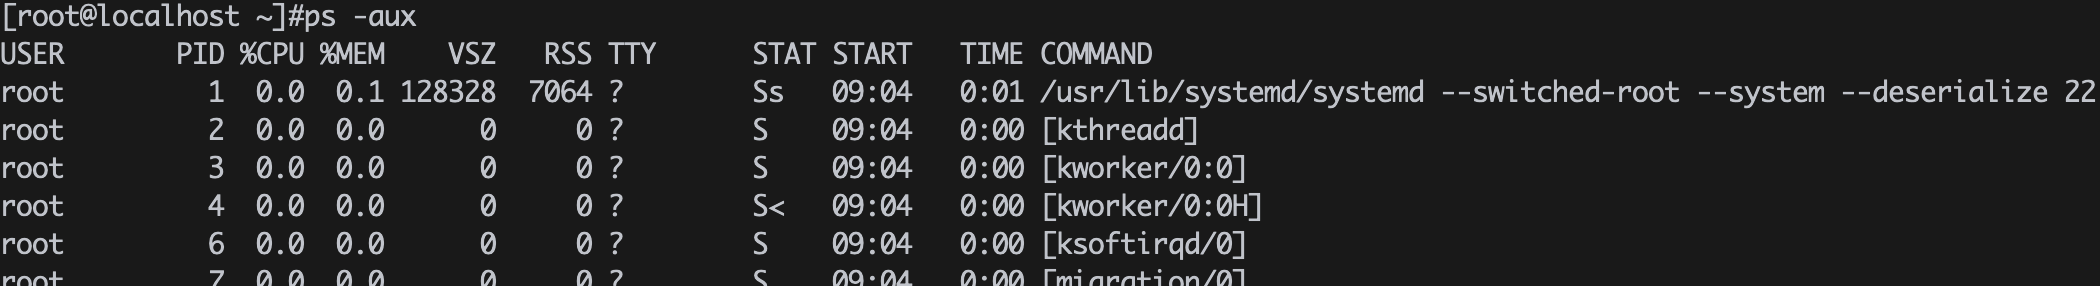 [root@localhost ~]#ps -aux
USER       PID %CPU %MEM    VSZ   RSS TTY      STAT START   TIME COMMAND
root         1  0.0  0.1 128328  7064 ?        Ss   09:04   0:01 /usr/lib/systemd/systemd --switched-root --system --deserialize 22
root         2  0.0  0.0      0     0 ?        S    09:04   0:00 [kthreadd]
root         3  0.0  0.0      0     0 ?        S    09:04   0:00 [kworker/0:0]
root         4  0.0  0.0      0     0 ?        S<   09:04   0:00 [kworker/0:0H]
root         6  0.0  0.0      0     0 ?        S    09:04   0:00 [ksoftirqd/0]
root         7  0.0  0.0      0     0 ?        S    09:04   0:00 [migration/0]